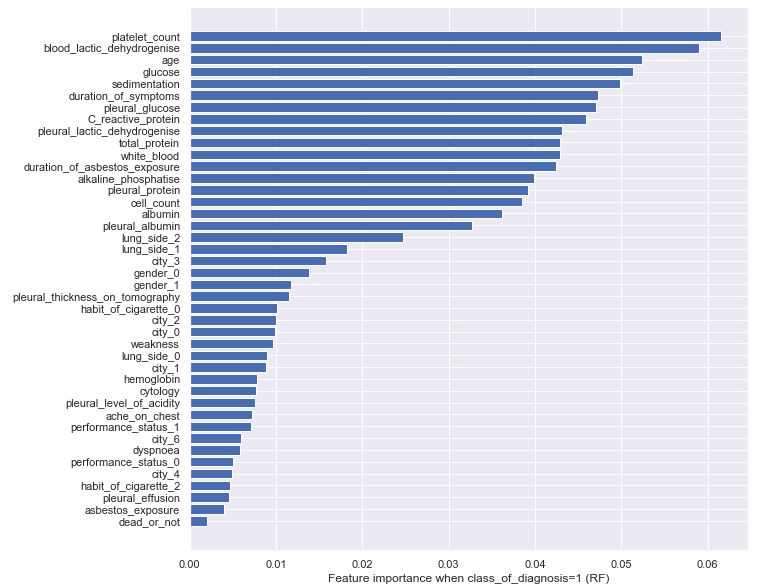 platelet_count
blood_lactic_dehydrogenise
age
glucose
sedimentation
duration_of_symptoms
pleural_glucose
C_reactive_protein
pleural_lactic_dehydrogenise
total_protein
white_blood
duration_of_asbestos_exposure
alkaline_phosphatise
pleural_protein
cell_count
albumin
pleural_albumin
lung_side_2
lung_side_1
city_3
gender_0
gender_1
pleural_thickness_on_tomography
habit_of_cigarette_0
city_2
city_0
weakness
lung_side_0
city_1
hemoglobin
cytology
pleural_level_of_acidity
ache_on_chest
performance_status_1
city_6
dyspnoea
performance_status_0
city_4
habit_of_cigarette_2
pleural_effusion
asbestos_exposure
dead_or_not
0.00 0.01 0.02 0.03 0.04 0.05 0.06
Feature importance when class_of_diagnosis=1 (RF)